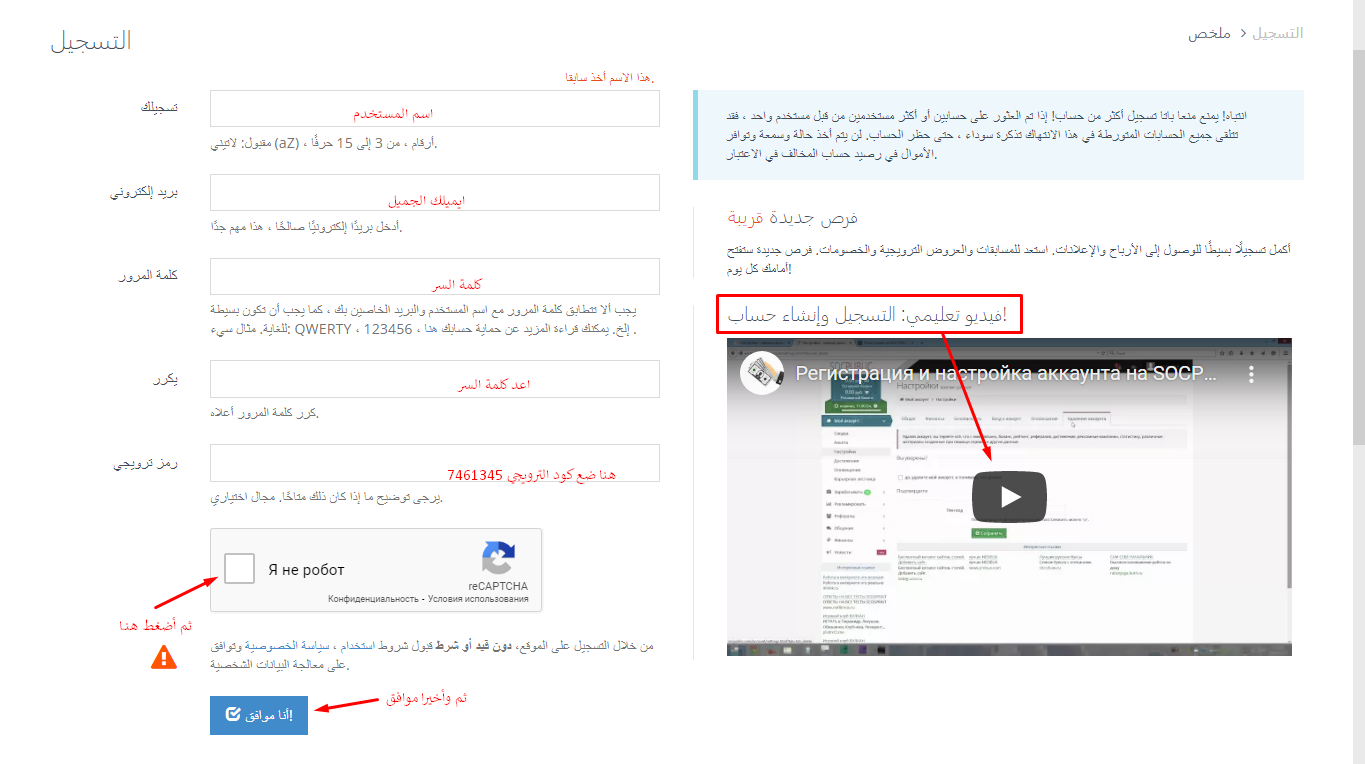 التسجيل
التسجيل > ملخص
هذا الاسم أخذ سابقا.
تسجيلك
اسم المستخدم
أرقام ، من 3 إلى 15 حرفًا ، (aZ) مقبول: لاتيني.
بريد إلكتروني
ايميلك الجميل
أدخل بريدًا إلكترونيًا صالحًا ، هذا مهم جدًا.
كلمة المرور
كلمة السر
يجب ألا تتطابق كلمة المرور مع اسم المستخدم والبريد الخاصين بك ، كما يجب أن تكون بسيطة
للغاية. مثال سيء: QWERTY ، 123456 ، إلخ. يمكنك قراءة المزيد عن حماية حسابك هنا .
يكرر
اعد كلمة السر
كرر كلمة المرور أعلاه.
رمز ترويجي
هنا ضع كود الترويجي 7461345
يرجى توضيح ما إذا كان ذلك متاحًا. مجال اختياري.
Я не робот
reCAPTCHA
Конфиденциальность - Условия использования
ثم أضغط هنا
من خلال التسجيل على الموقع، دون قيد أو شرط قبول شروط استخدام ، سياسة الخصوصية وتوافق
على معالجة البيانات الشخصية.
أنا موافق!
ثم وأخيرا موافق
انتباه! يمنع منعا باتا تسجيل أكثر من حساب! إذا تم العثور على حسابين أو أكثر مستخدمين من قبل مستخدم واحد ، فقد
تتلقى جميع الحسابات المتورطة في هذا الانتهاك تذكرة سوداء ، حتى حظر الحساب. لن يتم أخذ حالة وسمعة وتوافر
الأموال في رصيد حساب المخالف في الاعتبار.
فرص جديدة قريبة
أكمل تسجيلًا بسيطًا للوصول إلى الأرباح والإعلانات. استعد للمسابقات والعروض الترويجية والخصومات. فرص جديدة ستفتح
أمامك كل يوم!
فيديو تعليمي: التسجيل وإنشاء حساب!
Регистрация и настройка аккаунта на SOCP...
Настройки